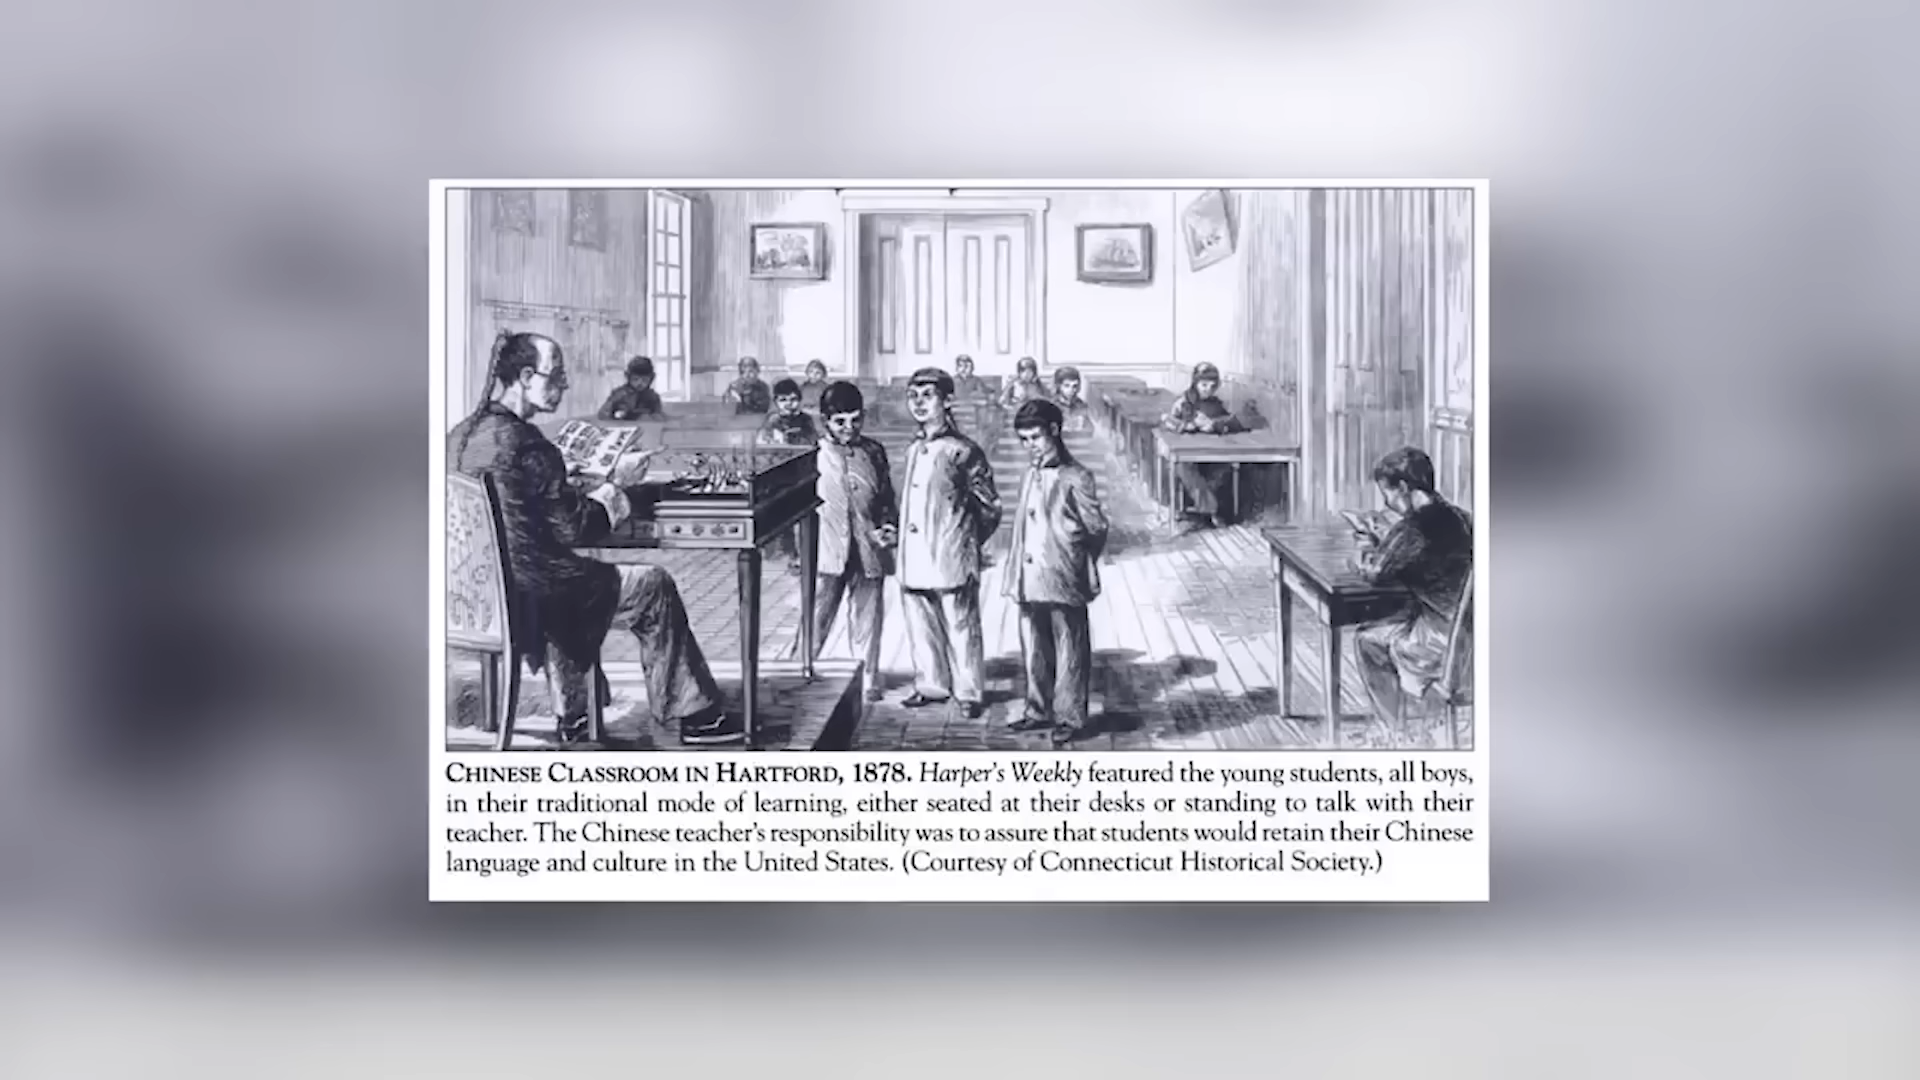 CHINESE CLASSROOM IN HARTFORD, 1878. Harper's Weekly featured the young students, all boys,
in their traditional mode of learning, either seated at their desks or standing to talk with their
teacher. The Chinese teacher's responsibility was to assure that students would retain their Chinese
language and culture in the United States. (Courtesy of Connecticut Historical Society.)